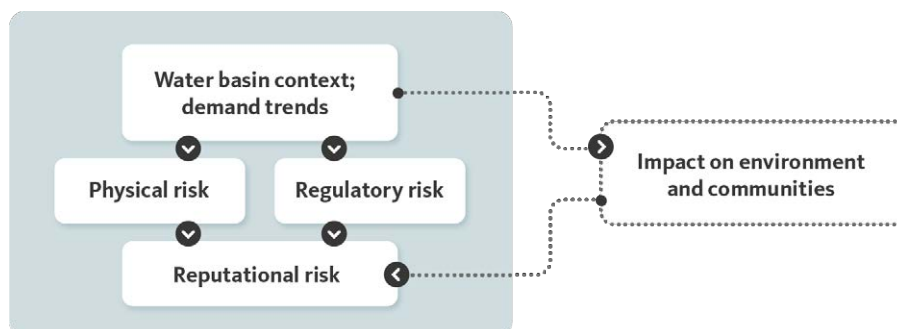 Water basin context;
demand trends
Physical risk
Regulatory risk
Impact on environment
and communities
Reputational risk